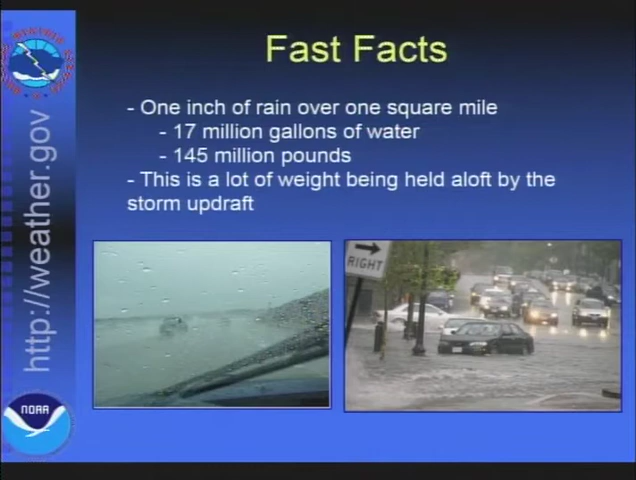 Fast Facts
- One inch of rain over one square mile
- 17 million gallons of water
- 145 million pounds
- This is a lot of weight being held aloft by the
storm updraft
http://weather.gov
RIGHT
NOAA